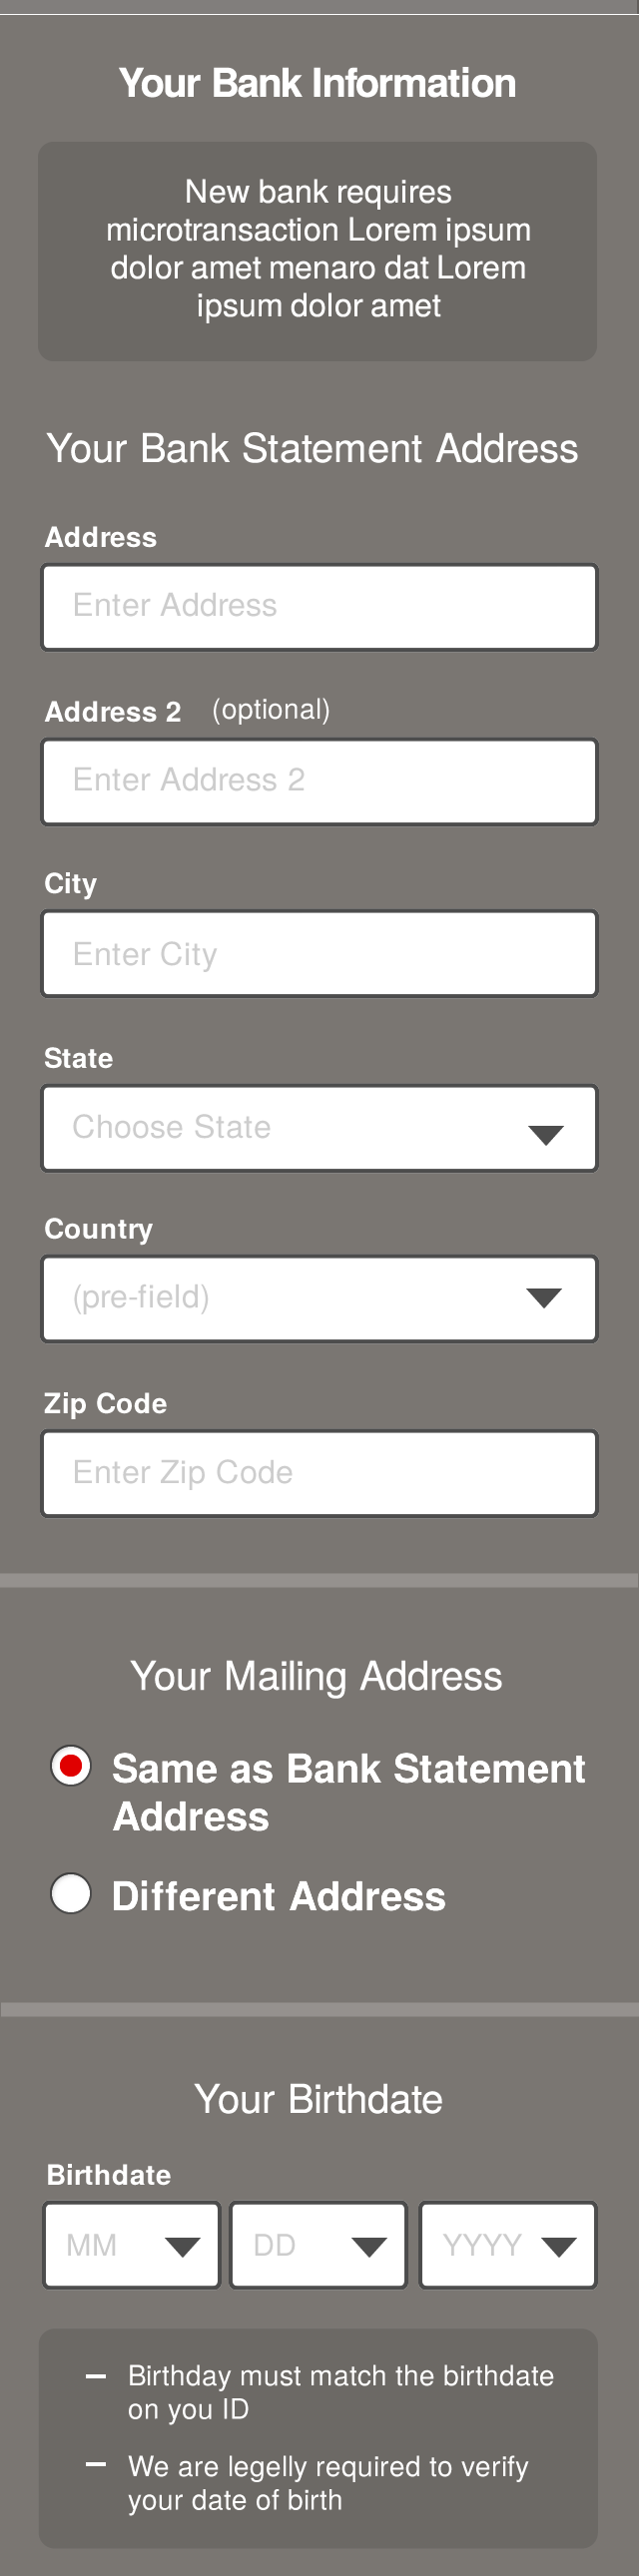 Your Bank Information
New bank requires
microtransaction Lorem ipsum
dolor amet menaro dat Lorem
ipsum dolor amet
Your Bank Statement Address
Address
Enter Address
Address 2 (optional)
Enter Address 2
City
Enter City
State
Choose State
Country
(pre-field)
Zip Code
Enter Zip Code
Your Mailing Address
Same as Bank Statement
Address
Different Address
Your Birthdate
Birthdate
MM DD YYYY
– Birthday must match the birthdate
on you ID
– We are legelly required to verify
your date of birth